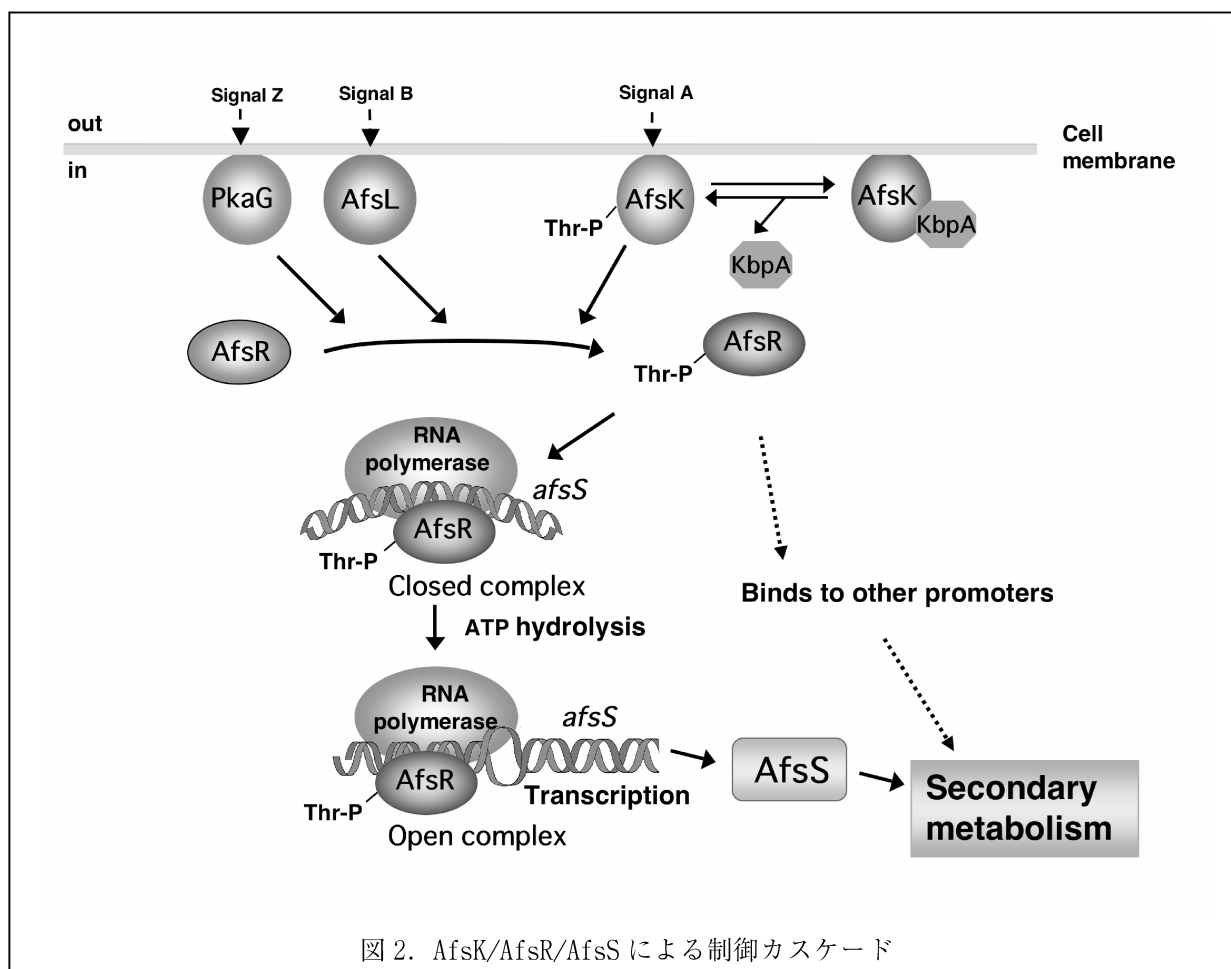 Signal Z
Signal B
Signal A
out
in
Cell
membrane
PkaG
AfsL
AfsK
Thr-P
AfsK
KbpA
KbpA
AfsR
AfsR
Thr-P
RNA
polymerase
afsS
AfsR
Thr-P
Closed complex
ATP hydrolysis
Binds to other promoters
RNA
polymerase
afsS
AfsR
Thr-P
Transcription
Open complex
AfsS
Secondary
metabolism
図 2. AfsK/AfsR/AfsS による制御カスケード